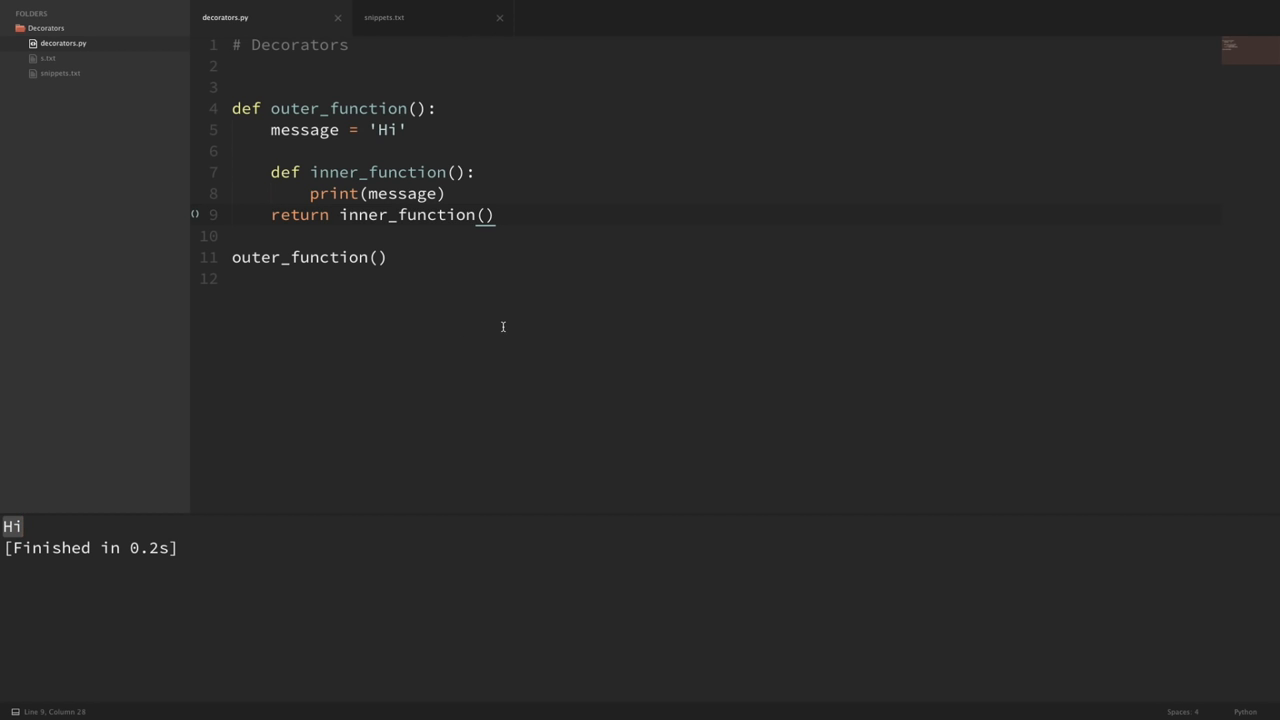 FOLDERS
Decorators
decorators.py
s.txt
snippets.txt
decorators.py
snippets.txt
1 # Decorators
2
3
4 def outer_function():
5     message = 'Hi'
6
7     def inner_function():
8         print(message)
() 9     return inner_function()
10
11 outer_function()
12
Hi
[Finished in 0.2s]
Line 9, Column 28
Spaces: 4
Python